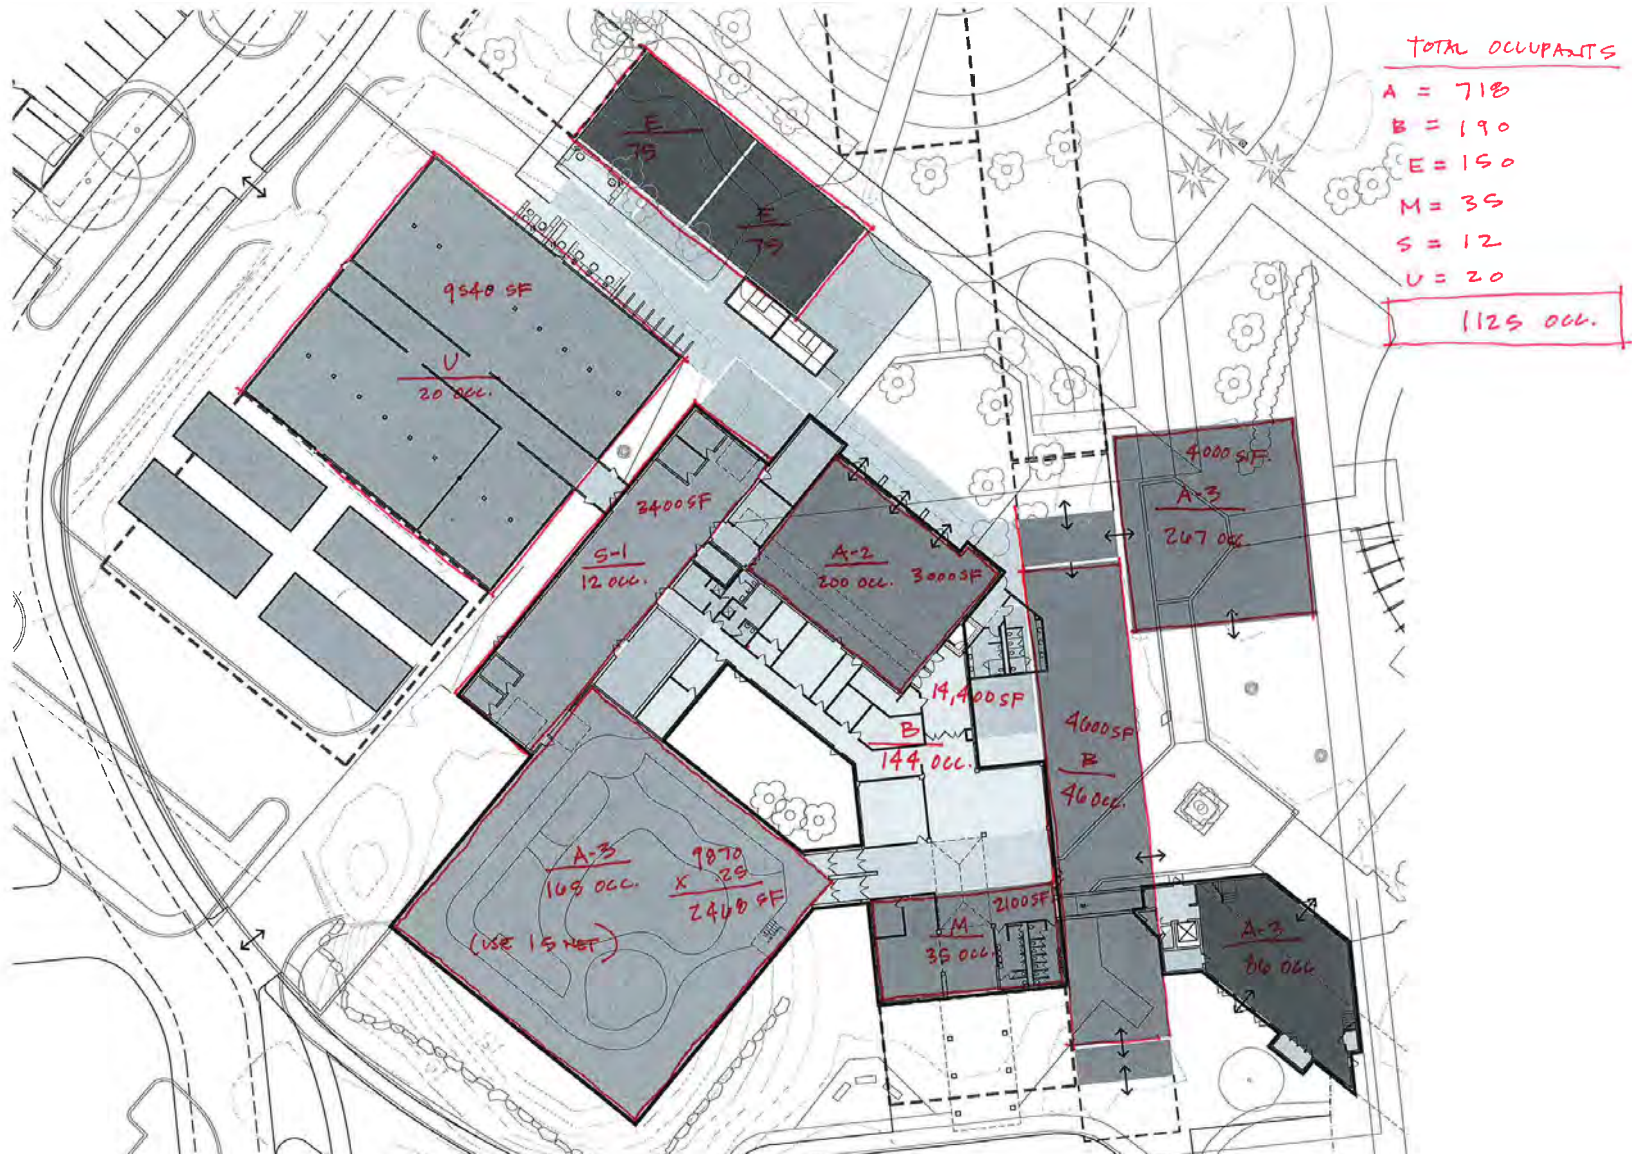 TOTAL OCCUPANTS
A = 718
B = 190
E = 150
M = 35
S = 12
U = 20
1125 OCC.
E
75
E
75
9540 SF
U
20 OCC.
3400 SF
S-1
12 OCC.
A-2
200 OCC. 3000 SF
4000 S.F.
A-3
267 OCC.
14,400 SF
B
144 OCC.
4600 SF
B
46 OCC.
A-3
165 OCC.
9870
X .25
2468 SF
(USE 15 NET)
2100 SF
M
35 OCC.
A-3
86 OCC